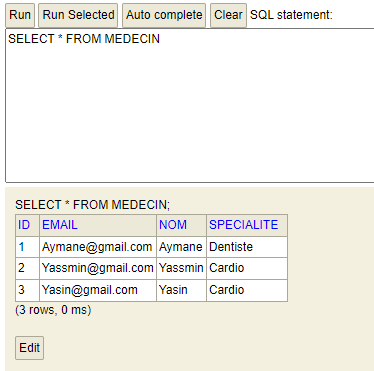 Run Run Selected Auto complete Clear SQL statement:
SELECT * FROM MEDECIN
SELECT * FROM MEDECIN;
ID EMAIL NOM SPECIALITE
1 Aymane@gmail.com Aymane Dentiste
2 Yassmin@gmail.com Yassmin Cardio
3 Yasin@gmail.com Yasin Cardio
(3 rows, 0 ms)
Edit